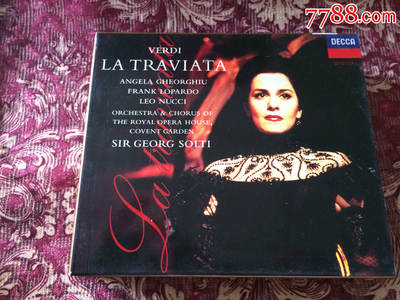 7788.com
DECCA
VERDI
LA TRAVIATA
ANGELA GHEORGHIU
FRANK LOPARDO
LEO NUCCI
ORCHESTRA & CHORUS OF
THE ROYAL OPERA HOUSE,
COVENT GARDEN
SIR GEORG SOLTI